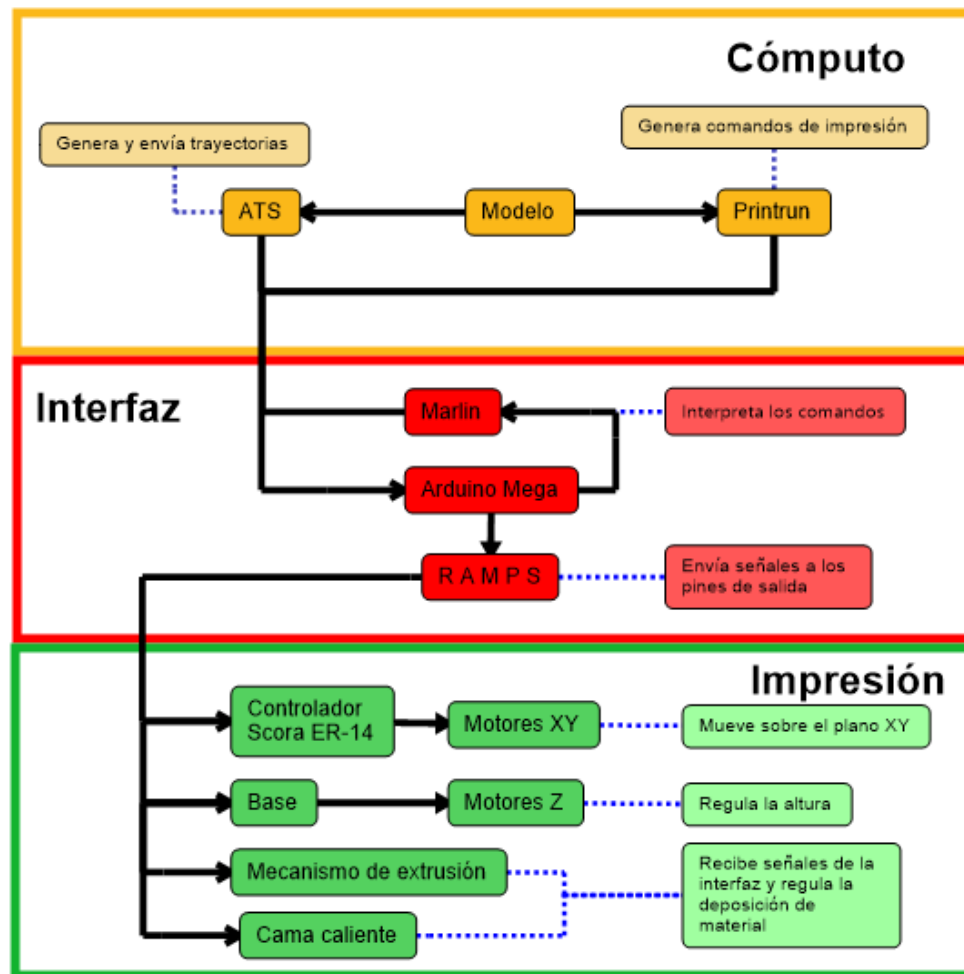 Cómputo
Genera comandos de impresión
Genera y envía trayectorias
ATS
Modelo
Printrun
Interfaz
Marlin
Interpreta los comandos
Arduino Mega
R A M P S
Envía señales a los
pines de salida
Impresión
Controlador
Scora ER-14
Motores XY
Mueve sobre el plano XY
Base
Motores Z
Regula la altura
Mecanismo de extrusión
Recibe señales de la
interfaz y regula la
deposición de
material
Cama caliente